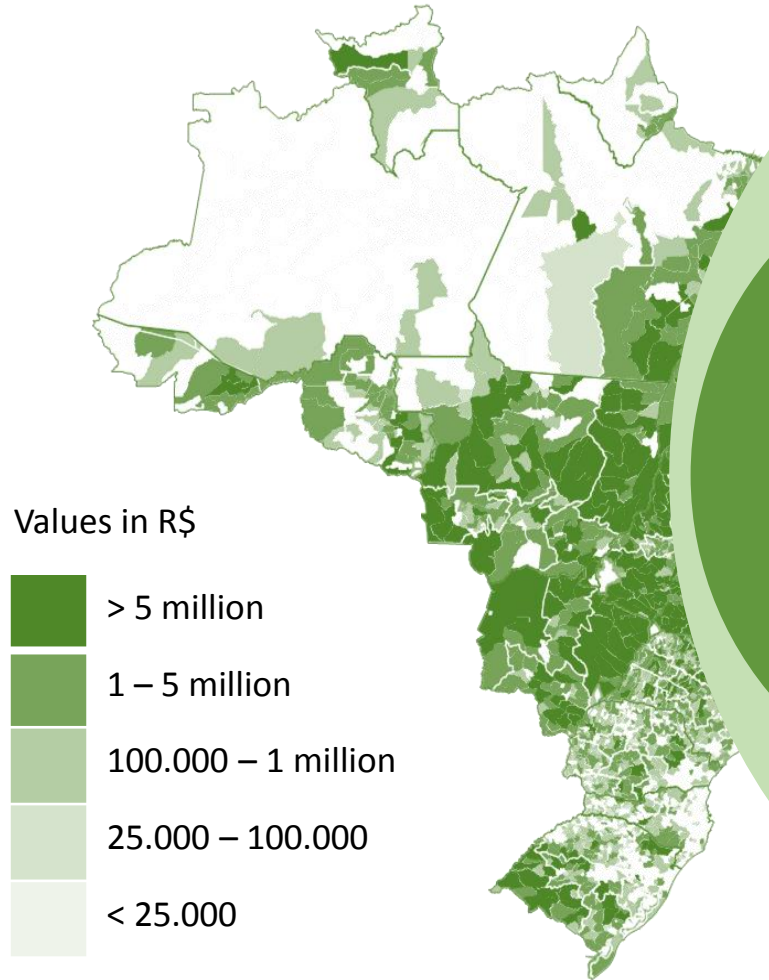 Values in R$
> 5 million
1 – 5 million
100.000 – 1 million
25.000 – 100.000
< 25.000